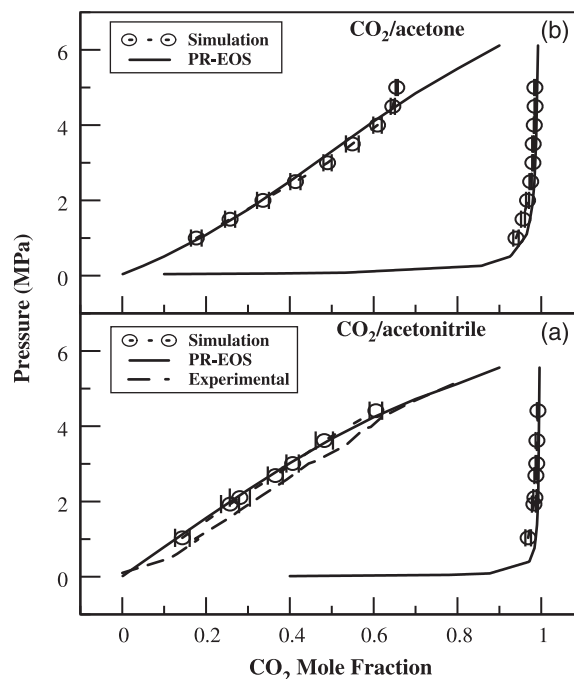 CO2/acetone
(b)
Simulation
PR-EOS
6
4
2
0
Pressure (MPa)
CO2/acetonitrile
(a)
Simulation
PR-EOS
Experimental
6
4
2
0
0
0.2
0.4
0.6
0.8
1
CO2 Mole Fraction